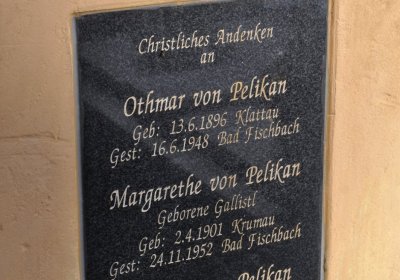 Christliches Andenken
an
Othmar von Pelikan
Geb: 13.6.1896 Klattau
Gest: 16.6.1948 Bad Fischbach
Margarethe von Pelikan
Geborene Gallistl
Geb: 2.4.1901 Krumau
Gest: 24.11.1952 Bad Fischbach
Pelikan